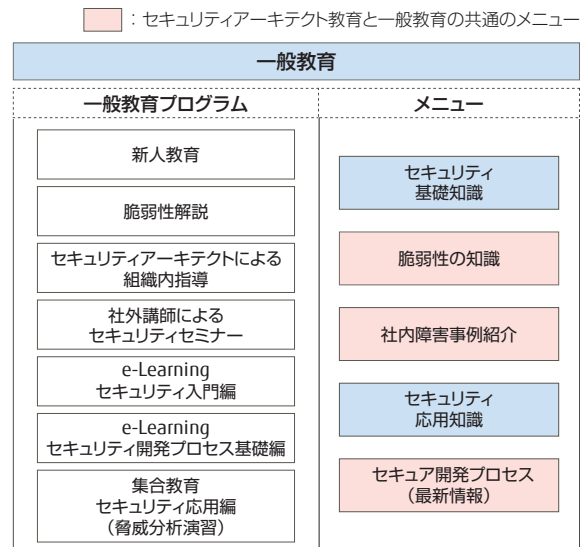 ：セキュリティアーキテクト教育と一般教育の共通のメニュー
一般教育
一般教育プログラム
新人教育
脆弱性解説
セキュリティアーキテクトによる
組織内指導
社外講師による
セキュリティセミナー
e-Learning
セキュリティ入門編
e-Learning
セキュリティ開発プロセス基礎編
集合教育
セキュリティ応用編
（脅威分析演習）
メニュー
セキュリティ
基礎知識
脆弱性の知識
社内障害事例紹介
セキュリティ
応用知識
セキュア開発プロセス
（最新情報）